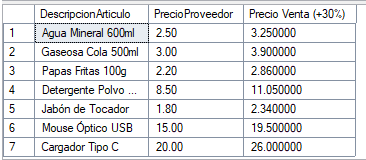 DescripcionArticulo PrecioProveedor Precio Venta (+30%)
1 Agua Mineral 600ml 2.50 3.250000
2 Gaseosa Cola 500ml 3.00 3.900000
3 Papas Fritas 100g 2.20 2.860000
4 Detergente Polvo ... 8.50 11.050000
5 Jabón de Tocador 1.80 2.340000
6 Mouse Óptico USB 15.00 19.500000
7 Cargador Tipo C 20.00 26.000000